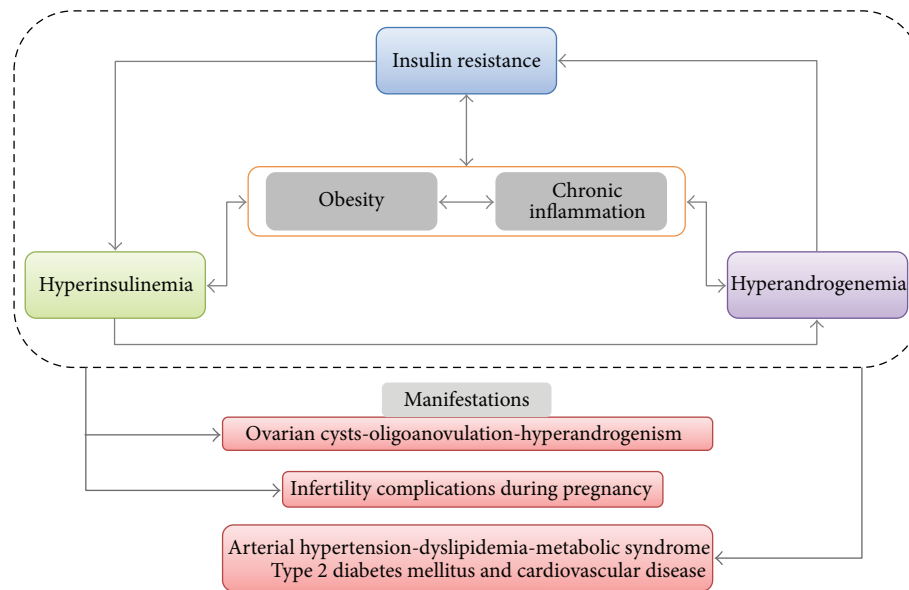 Insulin resistance
Obesity
Chronic
inflammation
Hyperinsulinemia
Hyperandrogenemia
Manifestations
Ovarian cysts-oligoanovulation-hyperandrogenism
Infertility complications during pregnancy
Arterial hypertension-dyslipidemia-metabolic syndrome
Type 2 diabetes mellitus and cardiovascular disease